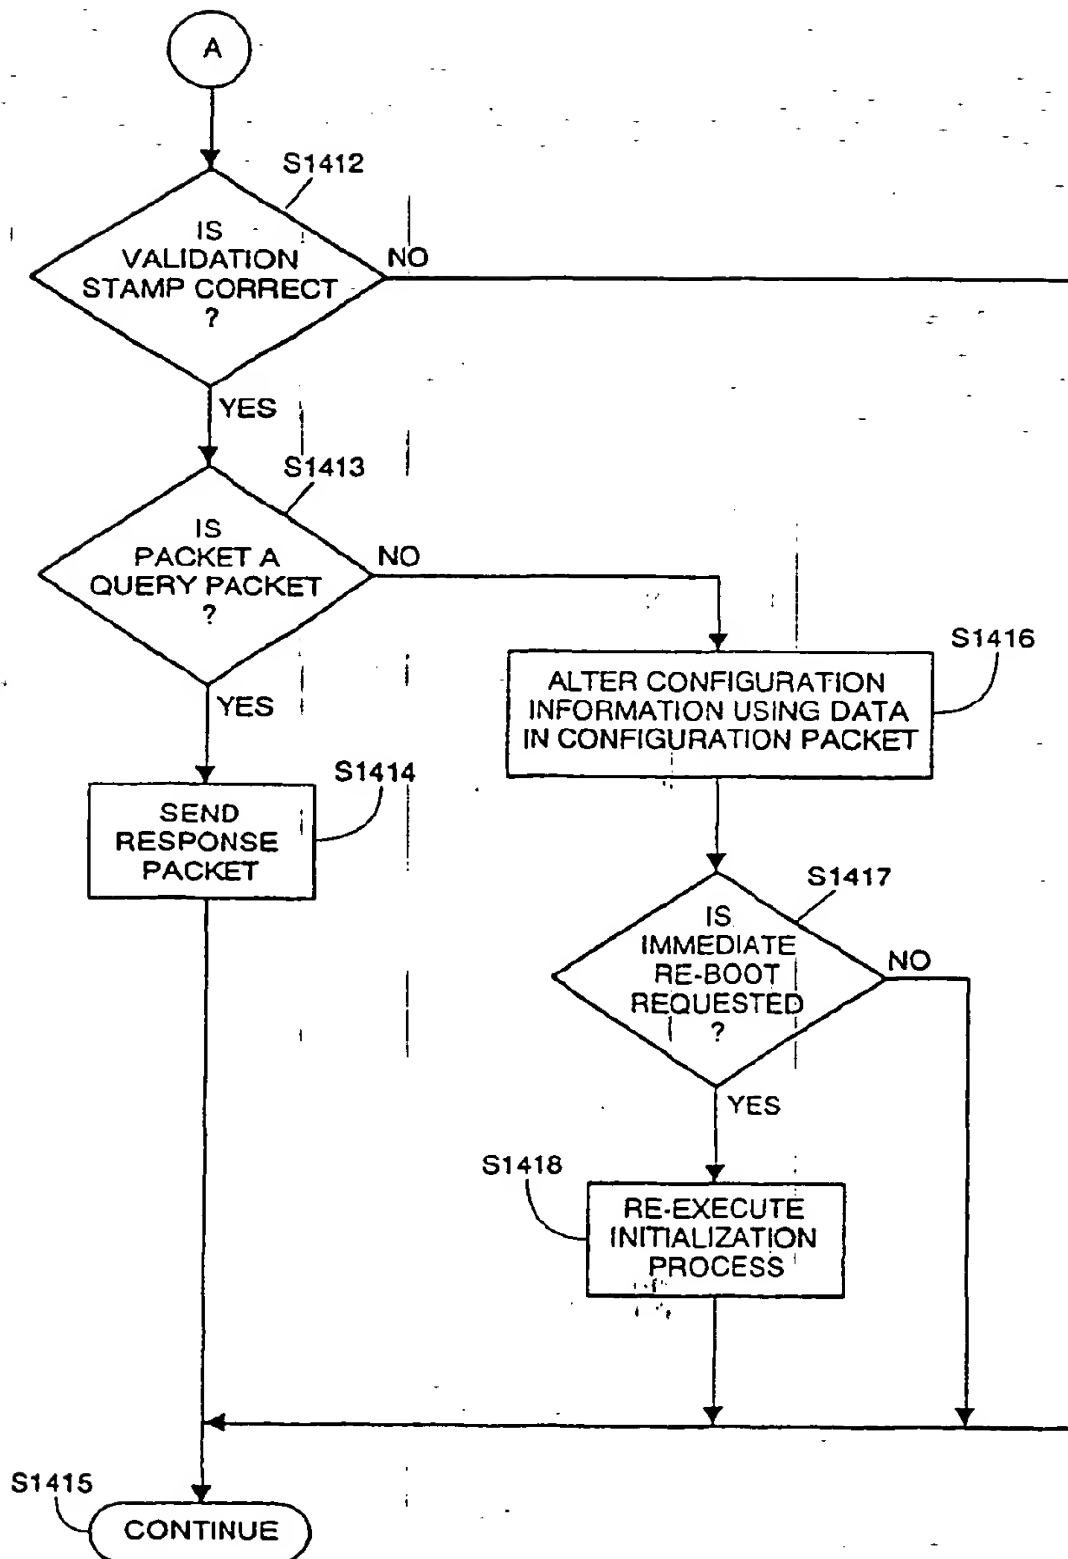 A
S1412
IS
VALIDATION
STAMP CORRECT
?
NO
YES
S1413
IS
PACKET A
QUERY PACKET
?
NO
YES
S1416
ALTER CONFIGURATION
INFORMATION USING DATA
IN CONFIGURATION PACKET
S1414
SEND
RESPONSE
PACKET
S1417
IS
IMMEDIATE
RE-BOOT
REQUESTED
?
NO
YES
S1418
RE-EXECUTE
INITIALIZATION
PROCESS
S1415
CONTINUE